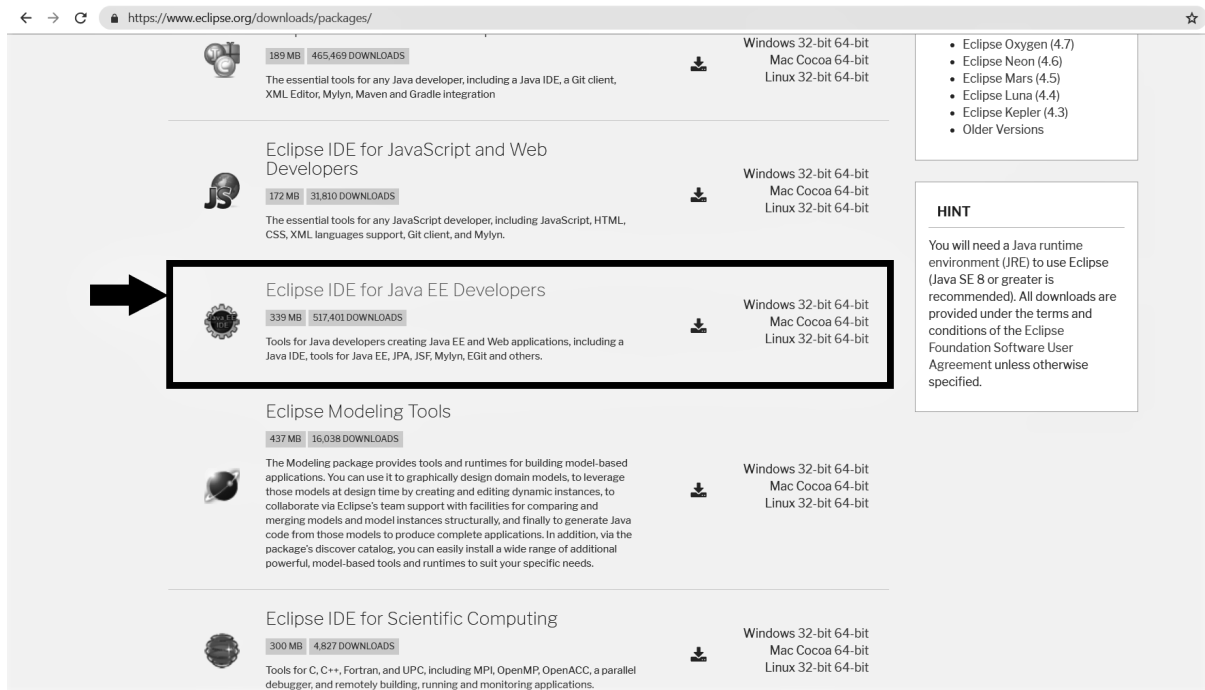 https://www.eclipse.org/downloads/packages/
189 MB 465,469 DOWNLOADS
The essential tools for any Java developer, including a Java IDE, a Git client,
XML Editor, Mylyn, Maven and Gradle integration
Windows 32-bit 64-bit
Mac Cocoa 64-bit
Linux 32-bit 64-bit
Eclipse IDE for JavaScript and Web
Developers
172 MB 31,810 DOWNLOADS
The essential tools for any JavaScript developer, including JavaScript, HTML,
CSS, XML languages support, Git client, and Mylyn.
JS
Windows 32-bit 64-bit
Mac Cocoa 64-bit
Linux 32-bit 64-bit
Eclipse IDE for Java EE Developers
339 MB 517,401 DOWNLOADS
Tools for Java developers creating Java EE and Web applications, including a
Java IDE, tools for Java EE, JPA, JSF, Mylyn, EGit and others.
Java EE
IDE
Windows 32-bit 64-bit
Mac Cocoa 64-bit
Linux 32-bit 64-bit
Eclipse Modeling Tools
437 MB 16,038 DOWNLOADS
The Modeling package provides tools and runtimes for building model-based
applications. You can use it to graphically design domain models, to leverage
those models at design time by creating and editing dynamic instances, to
collaborate via Eclipse's team support with facilities for comparing and
merging models and model instances structurally, and finally to generate Java
code from those models to produce complete applications. In addition, via the
package's discover catalog, you can easily install a wide range of additional
powerful, model-based tools and runtimes to suit your specific needs.
Windows 32-bit 64-bit
Mac Cocoa 64-bit
Linux 32-bit 64-bit
Eclipse IDE for Scientific Computing
300 MB 4,827 DOWNLOADS
Tools for C, C++, Fortran, and UPC, including MPI, OpenMP, OpenACC, a parallel
debugger, and remotely building, running and monitoring applications.
Windows 32-bit 64-bit
Mac Cocoa 64-bit
Linux 32-bit 64-bit
Eclipse Oxygen (4.7)
Eclipse Neon (4.6)
Eclipse Mars (4.5)
Eclipse Luna (4.4)
Eclipse Kepler (4.3)
Older Versions
HINT
You will need a Java runtime
environment (JRE) to use Eclipse
(Java SE 8 or greater is
recommended). All downloads are
provided under the terms and
conditions of the Eclipse
Foundation Software User
Agreement unless otherwise
specified.